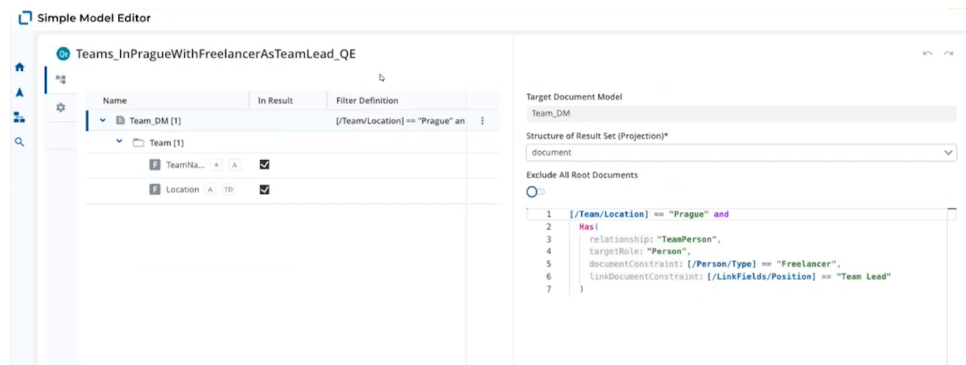 Simple Model Editor
Qe Teams_InPragueWithFreelancerAsTeamLead_QE
Name In Result Filter Definition
Team_DM [1] [/Team/Location] == "Prague" an
Team [1]
F TeamNa... * A
F Location A TD
Target Document Model
Team_DM
Structure of Result Set (Projection)*
document
Exclude All Root Documents
1 [/Team/Location] == "Prague" and
2 Has(
3 relationship: "TeamPerson",
4 targetRole: "Person",
5 documentConstraint: [/Person/Type] == "Freelancer",
6 linkDocumentConstraint: [/LinkFields/Position] == "Team Lead"
7 )